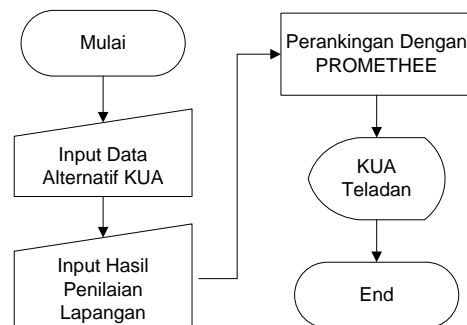 Mulai
Input Data
Alternatif KUA
Input Hasil
Penilaian
Lapangan
Perankingan Dengan
PROMETHEE
KUA
Teladan
End